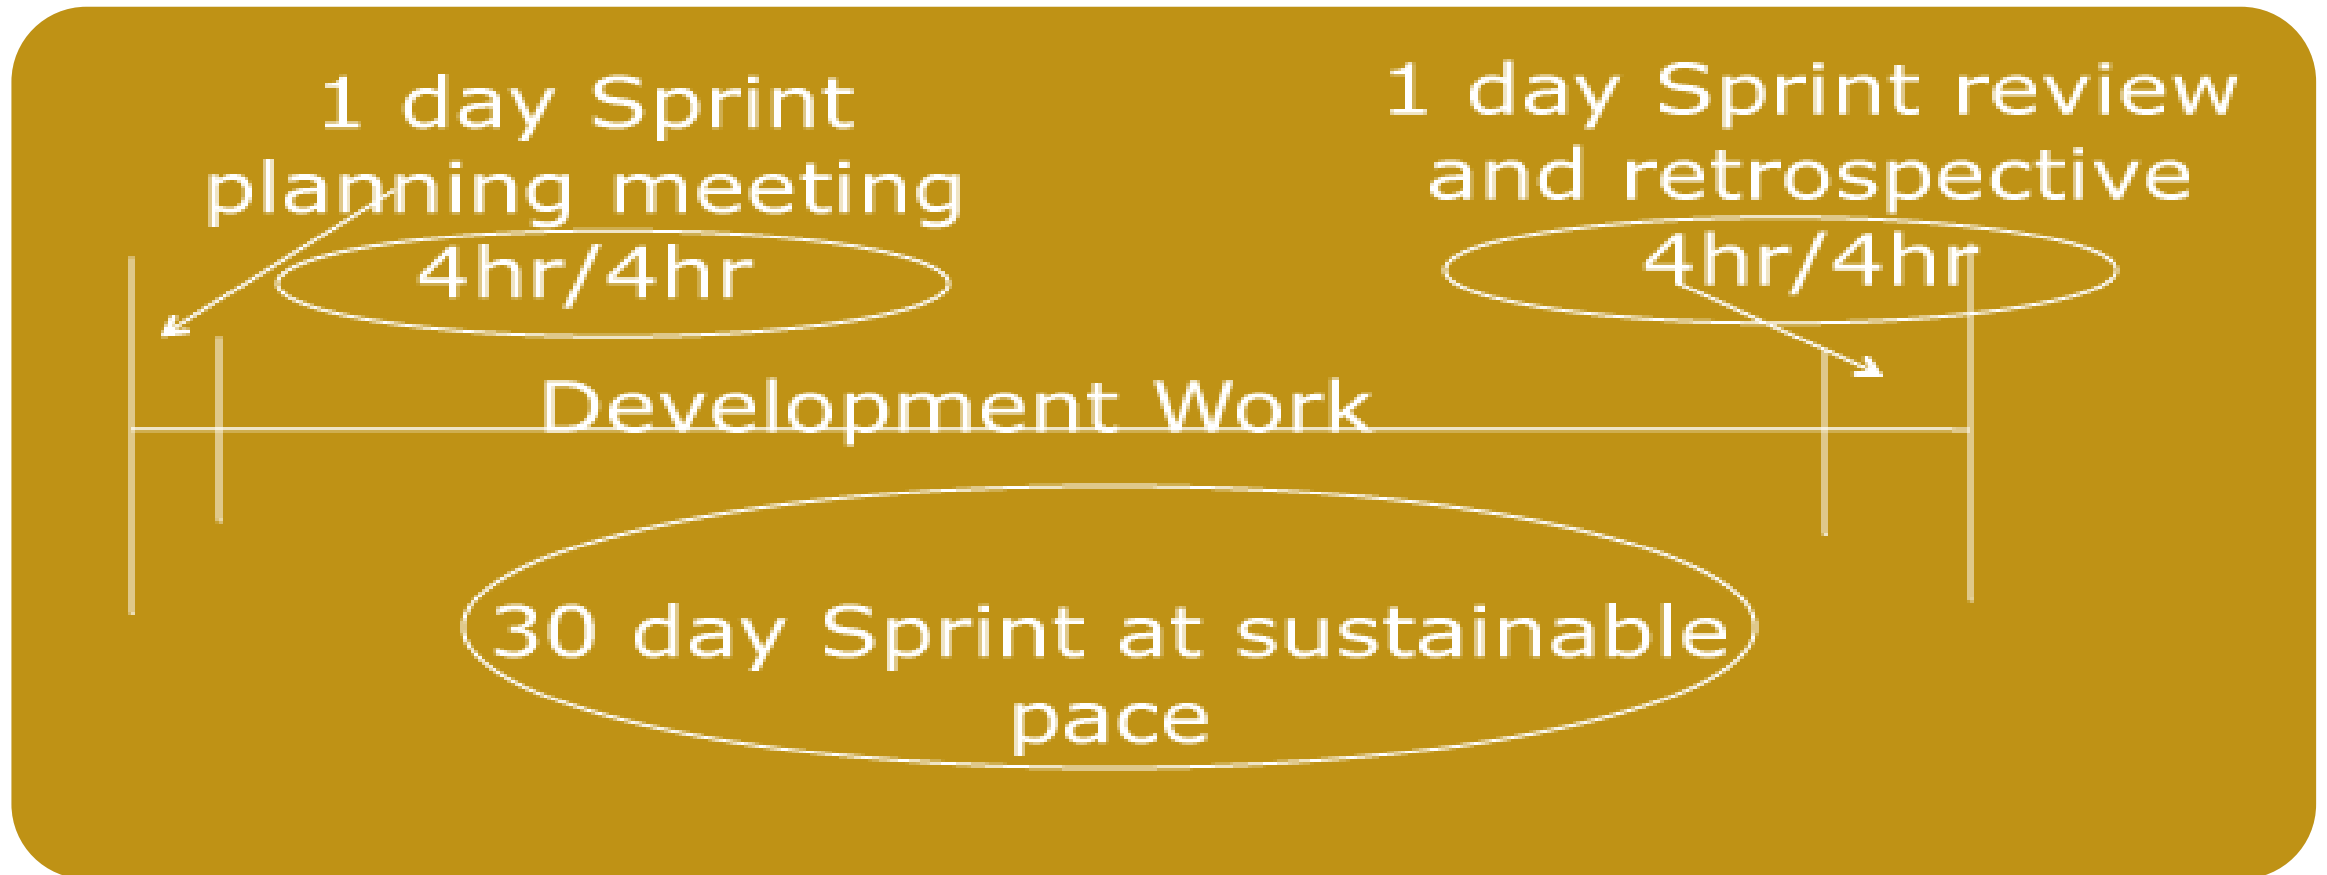 1 day Sprint
planning meeting
4hr/4hr
1 day Sprint review
and retrospective
4hr/4hr
Development Work
30 day Sprint at sustainable
pace